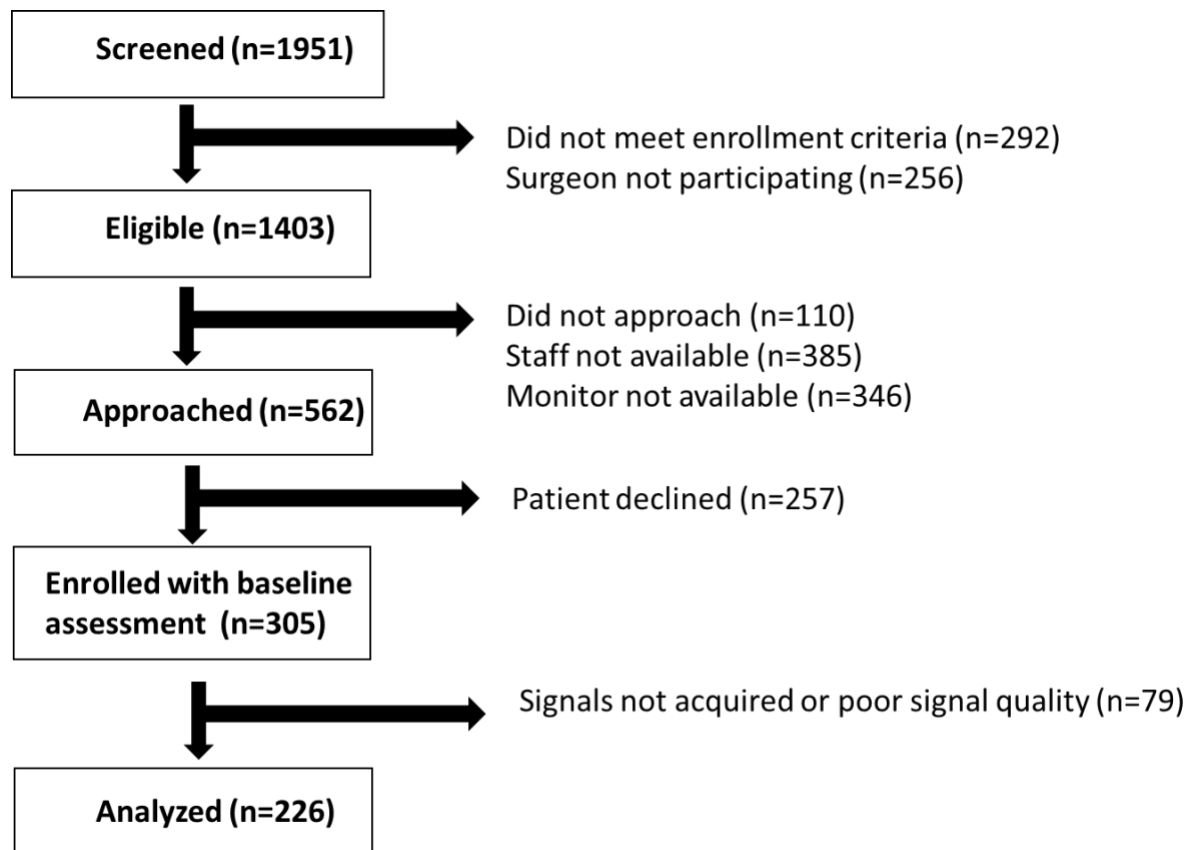 Screened (n=1951)
Did not meet enrollment criteria (n=292)
Surgeon not participating (n=256)
Eligible (n=1403)
Did not approach (n=110)
Staff not available (n=385)
Monitor not available (n=346)
Approached (n=562)
Patient declined (n=257)
Enrolled with baseline
assessment (n=305)
Signals not acquired or poor signal quality (n=79)
Analyzed (n=226)